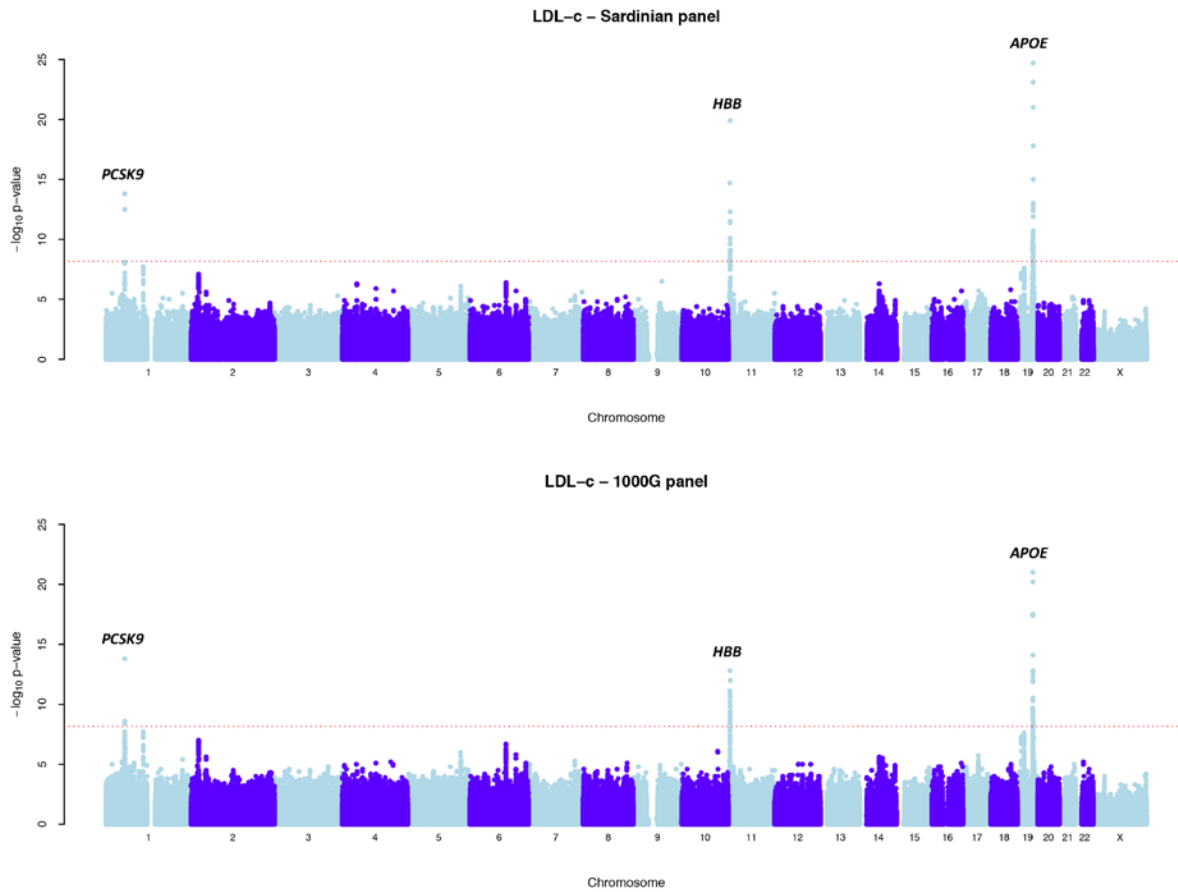 LDL−c − Sardinian panel
APOE
25
HBB
20
PCSK9
15
− log10 p−value
10
5
0
1 2 3 4 5 6 7 8 9 10 11 12 13 14 15 16 17 18 19 20 21 22 X
Chromosome
LDL−c − 1000G panel
25
APOE
20
PCSK9
HBB
15
− log10 p−value
10
5
0
1 2 3 4 5 6 7 8 9 10 11 12 13 14 15 16 17 18 19 20 21 22 X
Chromosome